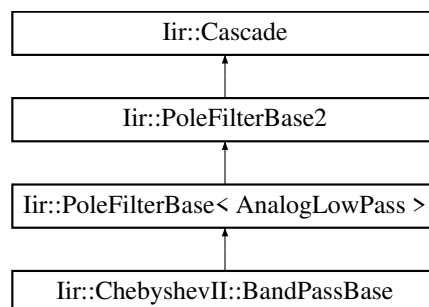 Iir::Cascade
Iir::PoleFilterBase2
Iir::PoleFilterBase< AnalogLowPass >
Iir::ChebyshevII::BandPassBase